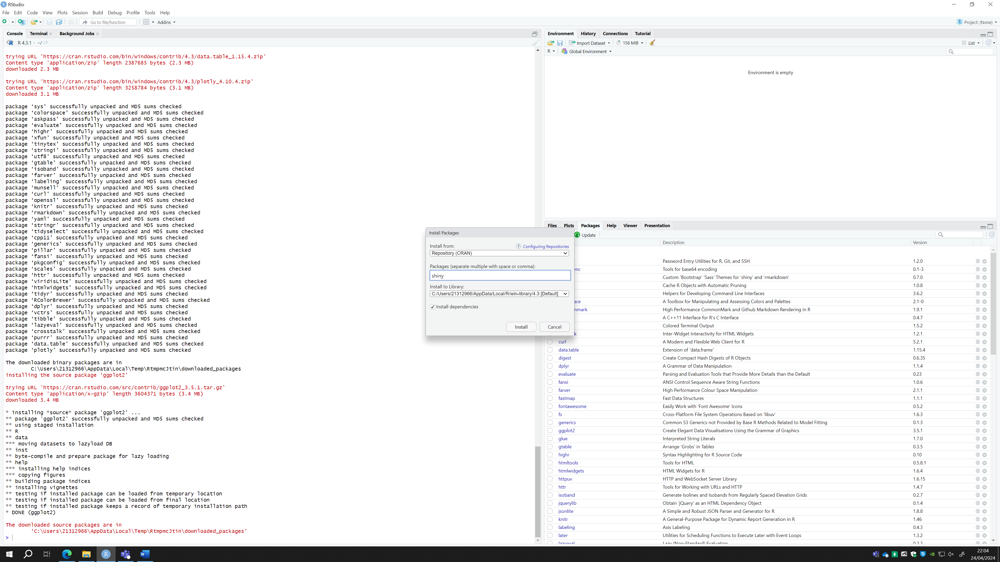 RStudio
File Edit Code View Plots Session Build Debug Profile Tools Help
Go to file/function Addins Project: (None)
Console Terminal Background Jobs
R 4.3.1 · ~/
trying URL 'https://cran.rstudio.com/bin/windows/contrib/4.3/data.table_1.15.4.zip'
Content type 'application/zip' length 2387685 bytes (2.3 MB)
downloaded 2.3 MB
trying URL 'https://cran.rstudio.com/bin/windows/contrib/4.3/plotly_4.10.4.zip'
Content type 'application/zip' length 3258784 bytes (3.1 MB)
downloaded 3.1 MB
package ‘sys’ successfully unpacked and MD5 sums checked
package ‘colorspace’ successfully unpacked and MD5 sums checked
package ‘askpass’ successfully unpacked and MD5 sums checked
package ‘evaluate’ successfully unpacked and MD5 sums checked
package ‘highr’ successfully unpacked and MD5 sums checked
package ‘xfun’ successfully unpacked and MD5 sums checked
package ‘tinytex’ successfully unpacked and MD5 sums checked
package ‘stringi’ successfully unpacked and MD5 sums checked
package ‘utf8’ successfully unpacked and MD5 sums checked
package ‘gtable’ successfully unpacked and MD5 sums checked
package ‘isoband’ successfully unpacked and MD5 sums checked
package ‘farver’ successfully unpacked and MD5 sums checked
package ‘labeling’ successfully unpacked and MD5 sums checked
package ‘munsell’ successfully unpacked and MD5 sums checked
package ‘curl’ successfully unpacked and MD5 sums checked
package ‘openssl’ successfully unpacked and MD5 sums checked
package ‘knitr’ successfully unpacked and MD5 sums checked
package ‘rmarkdown’ successfully unpacked and MD5 sums checked
package ‘yaml’ successfully unpacked and MD5 sums checked
package ‘stringr’ successfully unpacked and MD5 sums checked
package ‘tidyselect’ successfully unpacked and MD5 sums checked
package ‘cpp11’ successfully unpacked and MD5 sums checked
package ‘generics’ successfully unpacked and MD5 sums checked
package ‘pillar’ successfully unpacked and MD5 sums checked
package ‘fansi’ successfully unpacked and MD5 sums checked
package ‘pkgconfig’ successfully unpacked and MD5 sums checked
package ‘scales’ successfully unpacked and MD5 sums checked
package ‘httr’ successfully unpacked and MD5 sums checked
package ‘viridisLite’ successfully unpacked and MD5 sums checked
package ‘htmlwidgets’ successfully unpacked and MD5 sums checked
package ‘tidyr’ successfully unpacked and MD5 sums checked
package ‘RColorBrewer’ successfully unpacked and MD5 sums checked
package ‘dplyr’ successfully unpacked and MD5 sums checked
package ‘vctrs’ successfully unpacked and MD5 sums checked
package ‘tibble’ successfully unpacked and MD5 sums checked
package ‘lazyeval’ successfully unpacked and MD5 sums checked
package ‘crosstalk’ successfully unpacked and MD5 sums checked
package ‘purrr’ successfully unpacked and MD5 sums checked
package ‘data.table’ successfully unpacked and MD5 sums checked
package ‘plotly’ successfully unpacked and MD5 sums checked
The downloaded binary packages are in
C:\Users\21312966\AppData\Local\Temp\RtmpmcJtin\downloaded_packages
installing the source package ‘ggplot2’
trying URL 'https://cran.rstudio.com/src/contrib/ggplot2_3.5.1.tar.gz'
Content type 'application/x-gzip' length 3604371 bytes (3.4 MB)
downloaded 3.4 MB
* installing *source* package 'ggplot2' ...
** package 'ggplot2' successfully unpacked and MD5 sums checked
** using staged installation
** R
** data
*** moving datasets to lazyload DB
** inst
** byte-compile and prepare package for lazy loading
** help
*** installing help indices
*** copying figures
** building package indices
** installing vignettes
** testing if installed package can be loaded from temporary location
** testing if installed package can be loaded from final location
** testing if installed package keeps a record of temporary installation path
* DONE (ggplot2)
The downloaded source packages are in
‘C:\Users\21312966\AppData\Local\Temp\RtmpmcJtin\downloaded_packages’
>
Install Packages
Install from: ? Configuring Repositories
Repository (CRAN)
Packages (separate multiple with space or comma):
shiny
Install to Library:
C:/Users/21312966/AppData/Local/R/win-library/4.3 [Default]
Install dependencies
Install Cancel
Environment History Connections Tutorial
Import Dataset 156 MiB List
R Global Environment
Environment is empty
Files Plots Packages Help Viewer Presentation
Update
Description Version
Password Entry Utilities for R, Git, and SSH 1.2.0
enc Tools for base64 encoding 0.1-3
Custom 'Bootstrap' 'Sass' Themes for 'shiny' and 'rmarkdown' 0.7.0
Cache R Objects with Automatic Pruning 1.0.8
Helpers for Developing Command Line Interfaces 3.6.2
ace A Toolbox for Manipulating and Assessing Colors and Palettes 2.1-0
nmark High Performance CommonMark and Github Markdown Rendering in R 1.9.1
A C++11 Interface for R's C Interface 0.4.7
Colored Terminal Output 1.5.2
k Inter-Widget Interactivity for HTML Widgets 1.2.1
curl A Modern and Flexible Web Client for R 5.2.1
data.table Extension of `data.frame` 1.15.4
digest Create Compact Hash Digests of R Objects 0.6.35
dplyr A Grammar of Data Manipulation 1.1.4
evaluate Parsing and Evaluation Tools that Provide More Details than the Default 0.23
fansi ANSI Control Sequence Aware String Functions 1.0.6
farver High Performance Colour Space Manipulation 2.1.1
fastmap Fast Data Structures 1.1.1
fontawesome Easily Work with 'Font Awesome' Icons 0.5.2
fs Cross-Platform File System Operations Based on 'libuv' 1.6.3
generics Common S3 Generics not Provided by Base R Methods Related to Model Fitting 0.1.3
ggplot2 Create Elegant Data Visualisations Using the Grammar of Graphics 3.5.1
glue Interpreted String Literals 1.7.0
gtable Arrange 'Grobs' in Tables 0.3.5
highr Syntax Highlighting for R Source Code 0.10
htmltools Tools for HTML 0.5.8.1
htmlwidgets HTML Widgets for R 1.6.4
httpuv HTTP and WebSocket Server Library 1.6.15
httr Tools for Working with URLs and HTTP 1.4.7
isoband Generate Isolines and Isobands from Regularly Spaced Elevation Grids 0.2.7
jquerylib Obtain 'jQuery' as an HTML Dependency Object 0.1.4
jsonlite A Simple and Robust JSON Parser and Generator for R 1.8.8
knitr A General-Purpose Package for Dynamic Report Generation in R 1.46
labeling Axis Labeling 0.4.3
later Utilities for Scheduling Functions to Execute Later with Event Loops 1.3.2
lazyeval Lazy (Non-Standard) Evaluation 0.2.2
22:04
24/04/2024